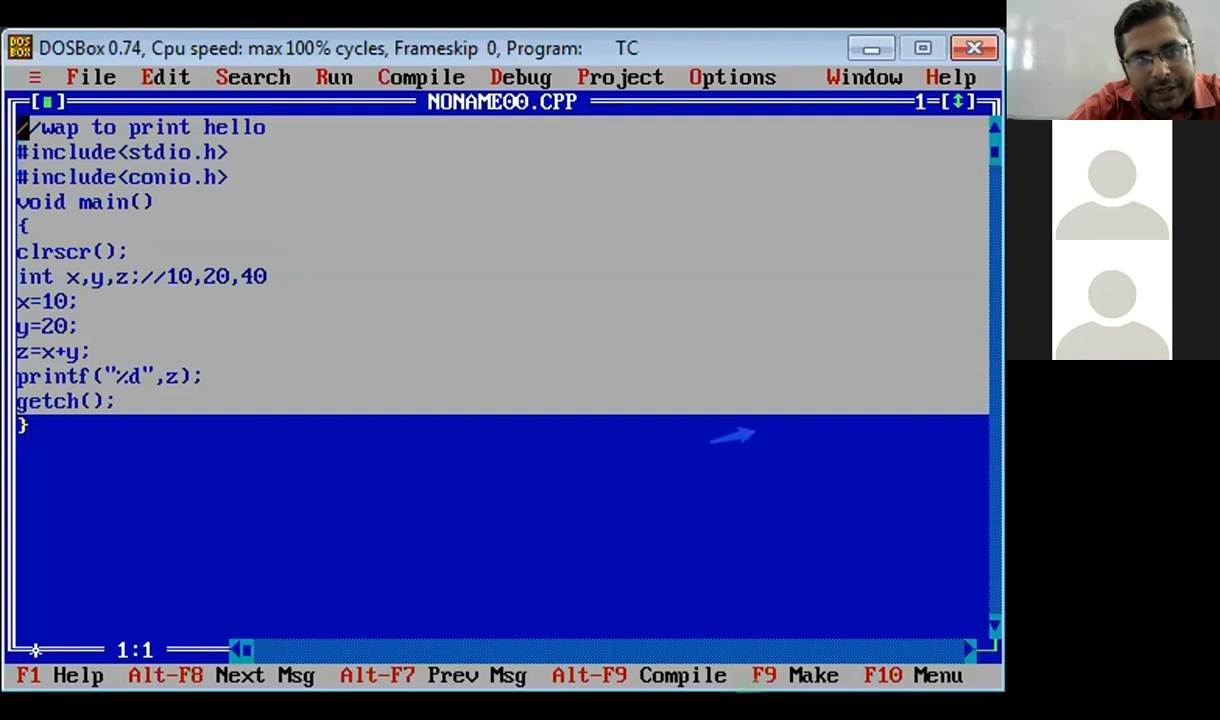 DOSBox 0.74, Cpu speed: max 100% cycles, Frameskip 0, Program: TC
≡ File Edit Search Run Compile Debug Project Options Window Help
[■] NONAME00.CPP 1=[↕]
//wap to print hello
#include<stdio.h>
#include<conio.h>
void main()
{
clrscr();
int x,y,z;//10,20,40
x=10;
y=20;
z=x+y;
printf("%d",z);
getch();
}
1:1
F1 Help Alt-F8 Next Msg Alt-F7 Prev Msg Alt-F9 Compile F9 Make F10 Menu